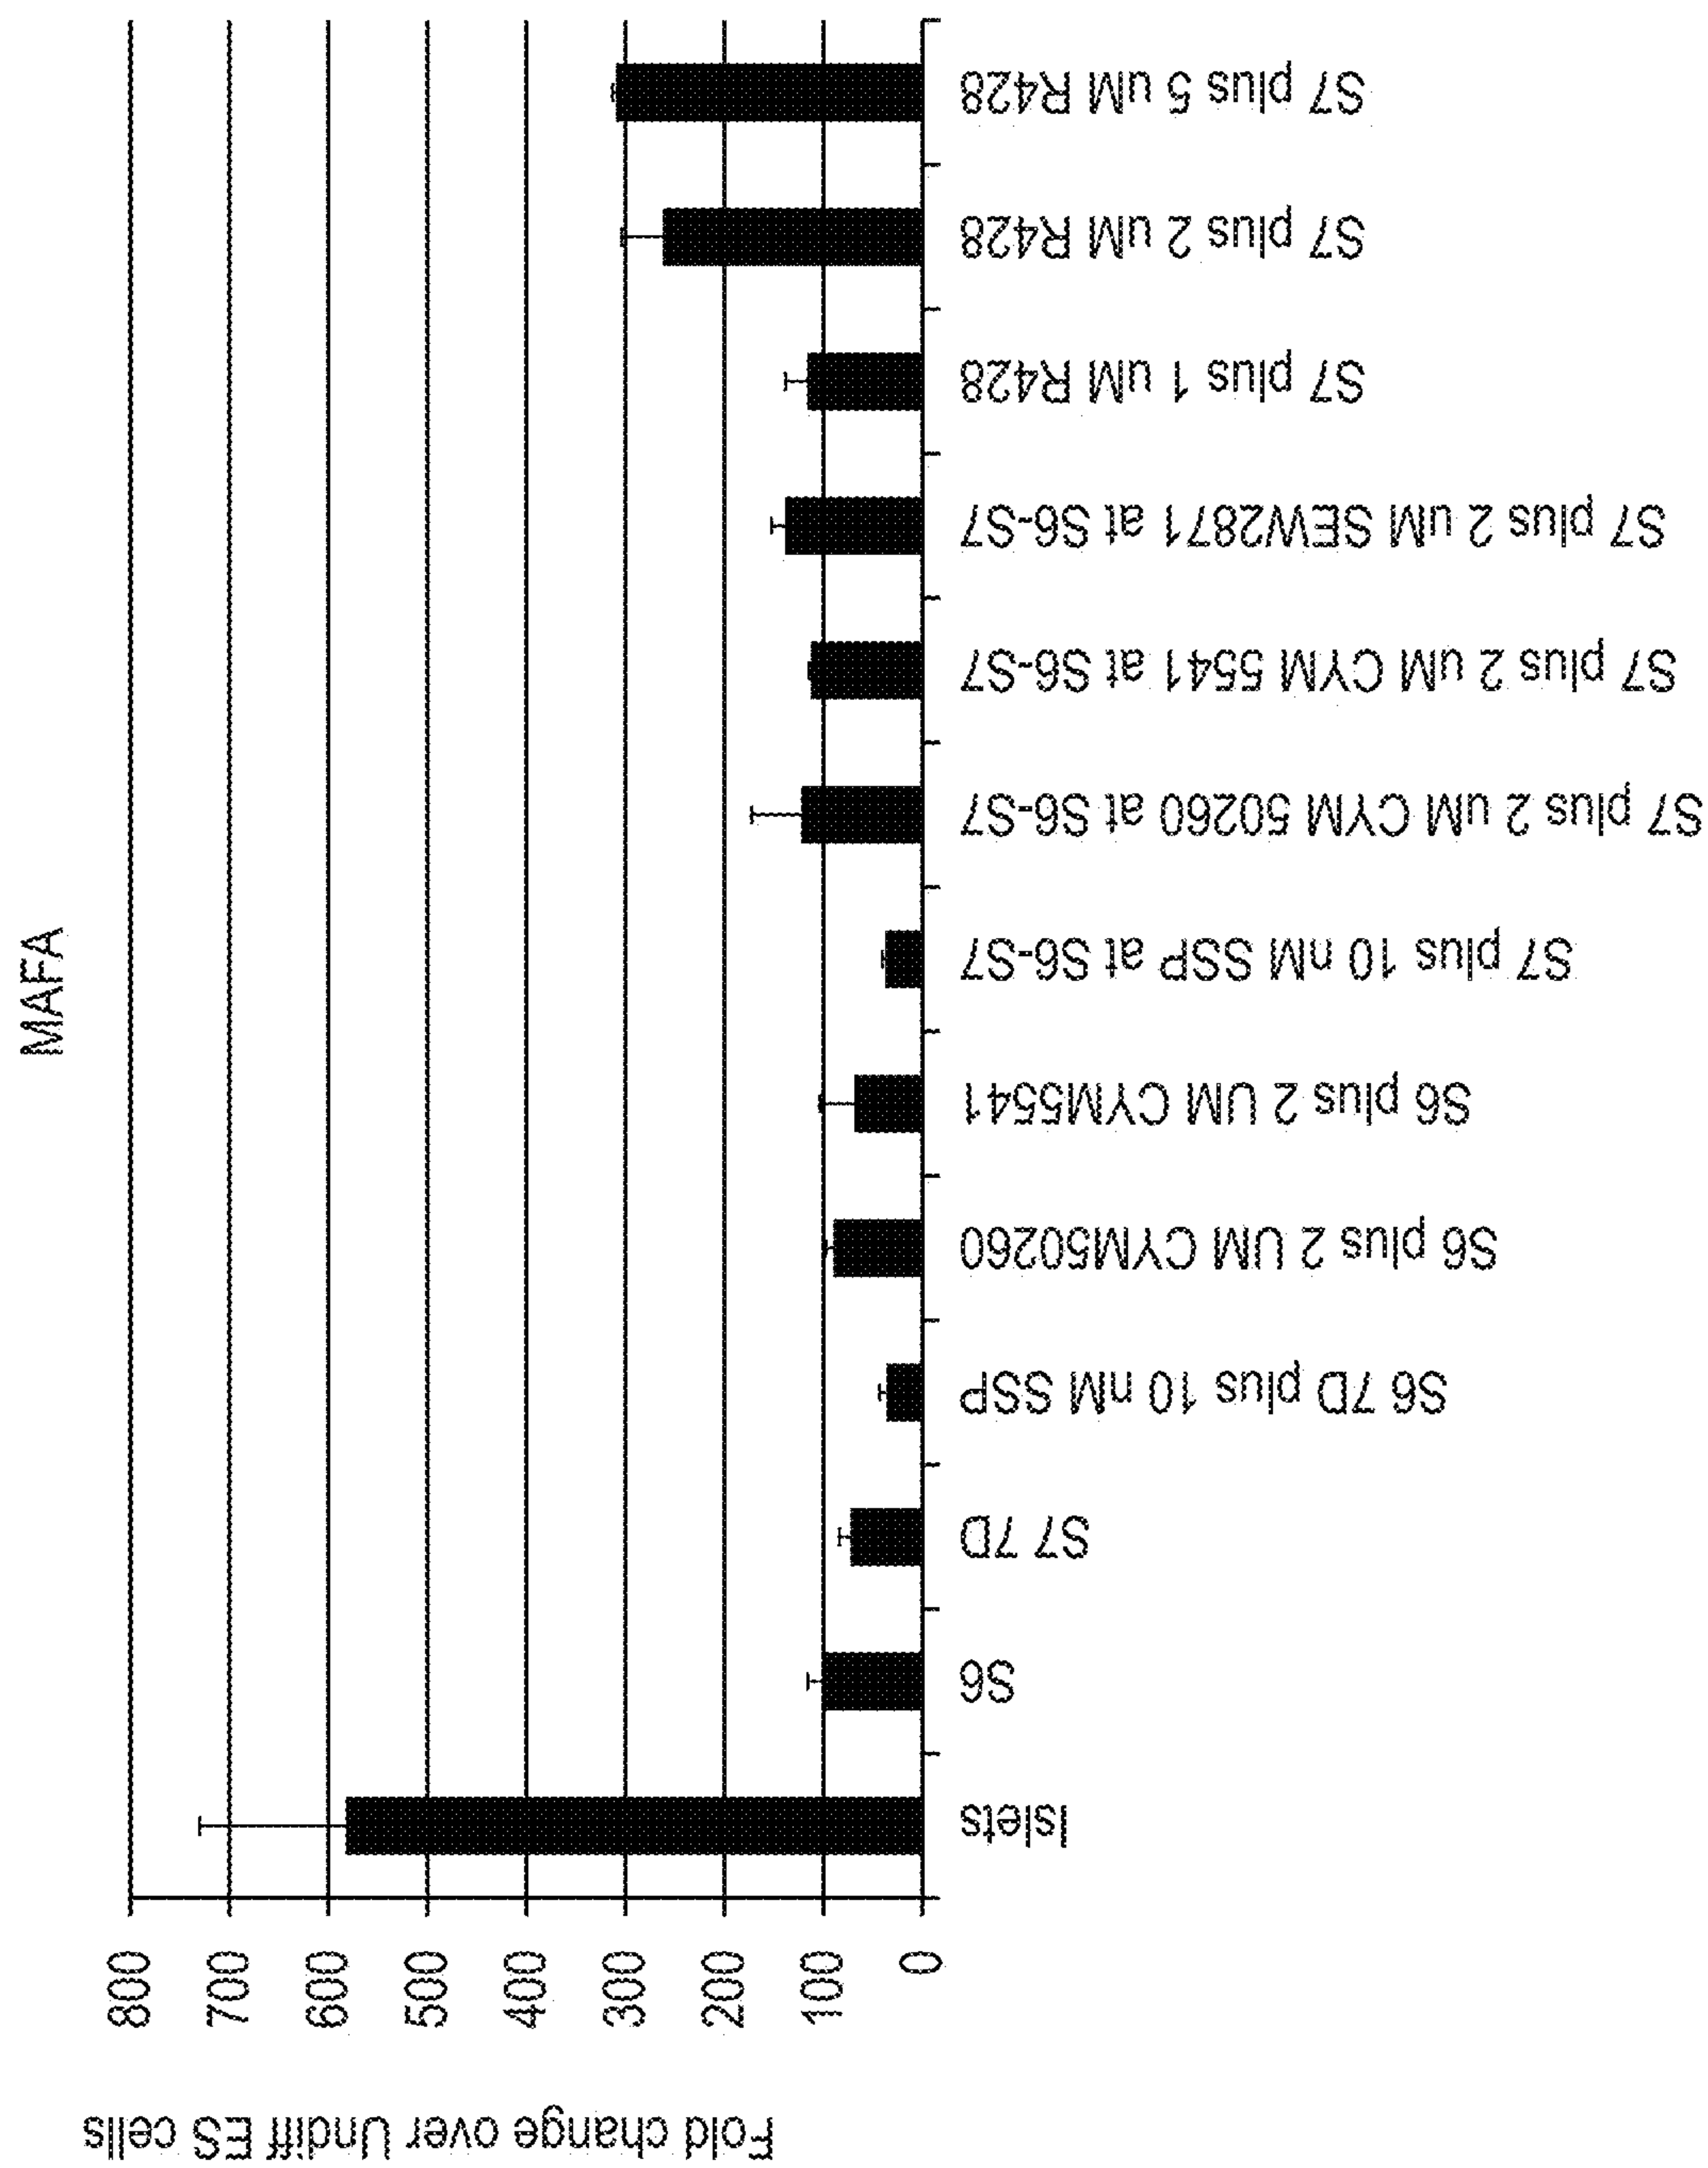 MAFA
Fold change over Undiff ES cells
800
700
600
500
400
300
200
100
0
Islets
S6
S7 7D
S6 7D plus 10 nM SSP
S6 plus 2 UM CYM50260
S6 plus 2 UM CYM5541
S7 plus 10 nM SSP at S6-S7
S7 plus 2 uM CYM 50260 at S6-S7
S7 plus 2 uM CYM 5541 at S6-S7
S7 plus 2 uM SEW2871 at S6-S7
S7 plus 1 uM R428
S7 plus 2 uM R428
S7 plus 5 uM R428